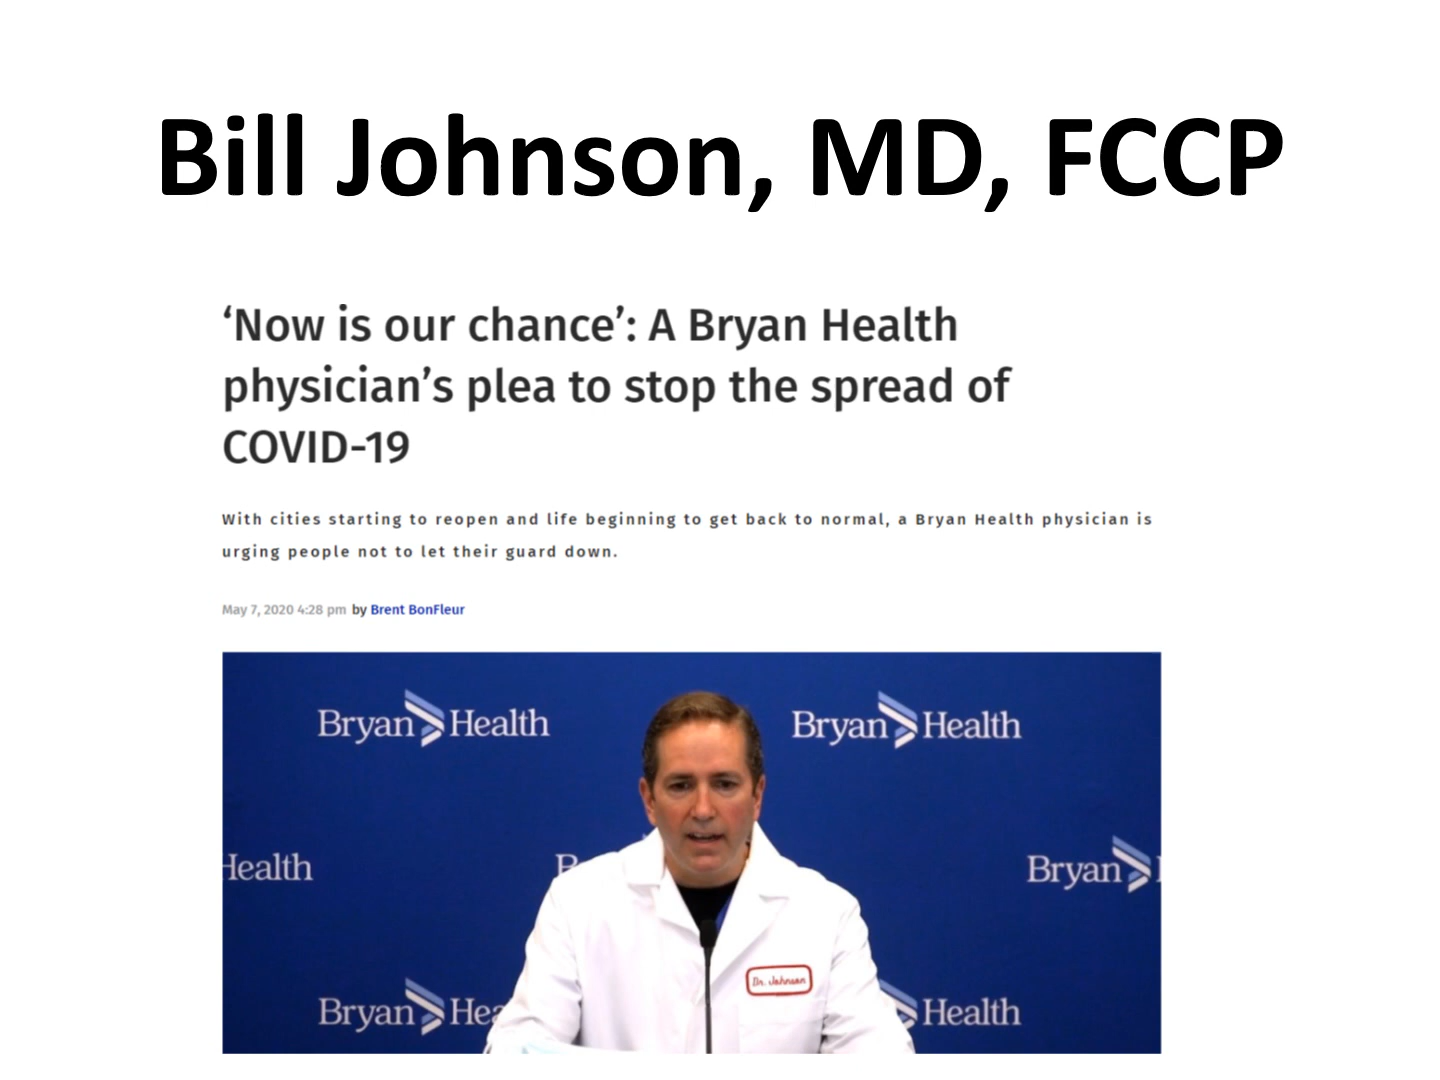 Bill Johnson, MD, FCCP
‘Now is our chance’: A Bryan Health
physician’s plea to stop the spread of
COVID-19
With cities starting to reopen and life beginning to get back to normal, a Bryan Health physician is
urging people not to let their guard down.
May 7, 2020 4:28 pm by Brent BonFleur
Bryan Health
Bryan Health
Health
B
Bryan
Dr. Johnson
Bryan Hea
Health